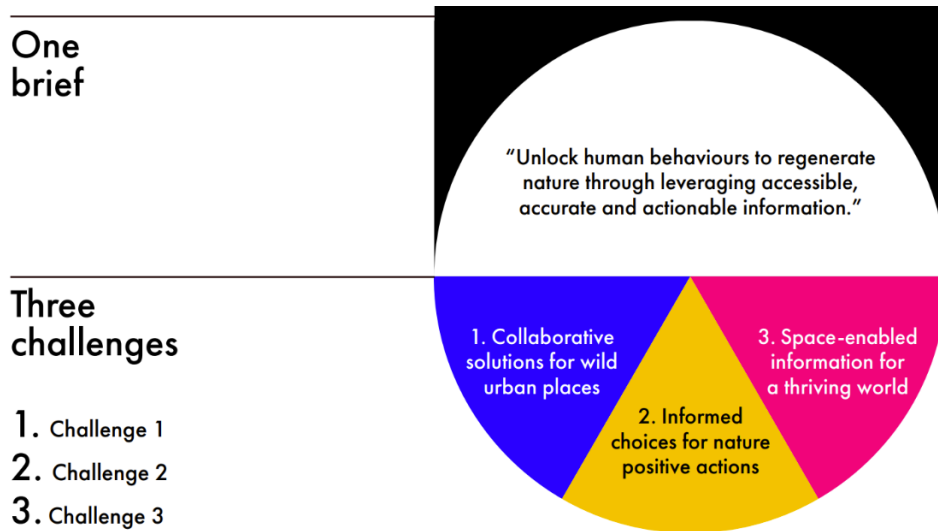 One
brief
“Unlock human behaviours to regenerate
nature through leveraging accessible,
accurate and actionable information.”
Three
challenges
1. Challenge 1
2. Challenge 2
3. Challenge 3
1. Collaborative
solutions for wild
urban places
2. Informed
choices for nature
positive actions
3. Space-enabled
information for
a thriving world